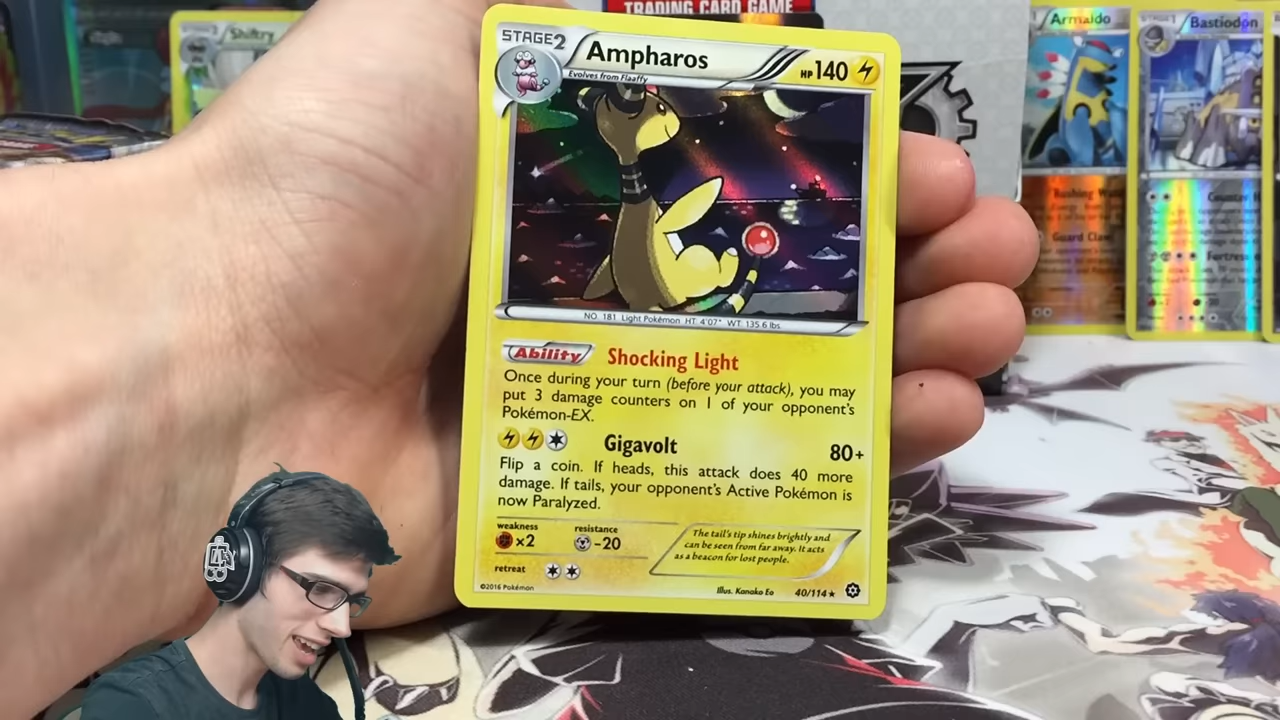 TRADING CARD GAME
Shiftry
STAGE2
Ampharos
HP140
Evolves from Flaaffy
NO. 181 Light Pokémon HT: 4'07" WT: 135.6 lbs.
Ability Shocking Light
Once during your turn (before your attack), you may
put 3 damage counters on 1 of your opponent's
Pokémon-EX.
Gigavolt 80+
Flip a coin. If heads, this attack does 40 more
damage. If tails, your opponent's Active Pokémon is
now Paralyzed.
weakness
×2
resistance
-20
retreat
The tail's tip shines brightly and
can be seen from far away. It acts
as a beacon for lost people.
©2016 Pokémon
Illus. Kanako Eo
40/114
Armaldo
Guard Claw
STAGE
Bastiodon